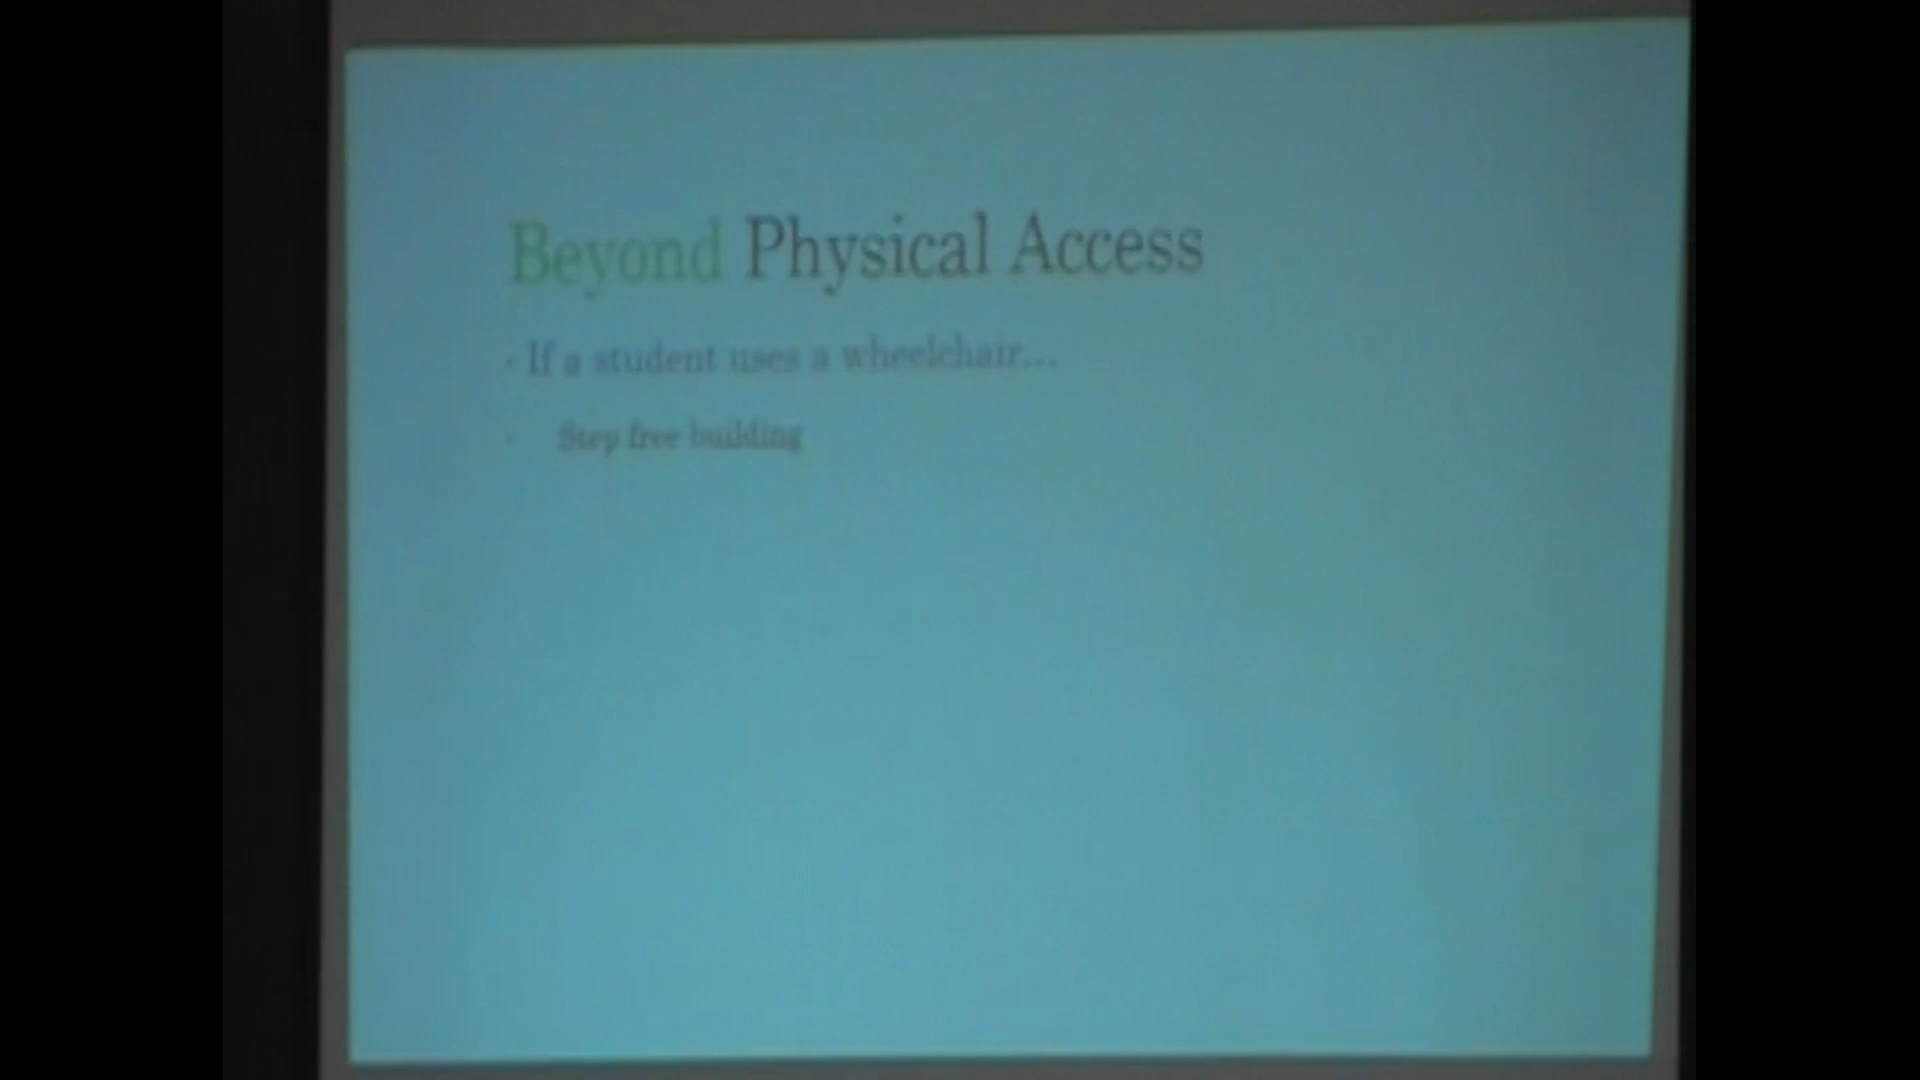 Beyond Physical Access
· If a student uses a wheelchair...
· Step free building